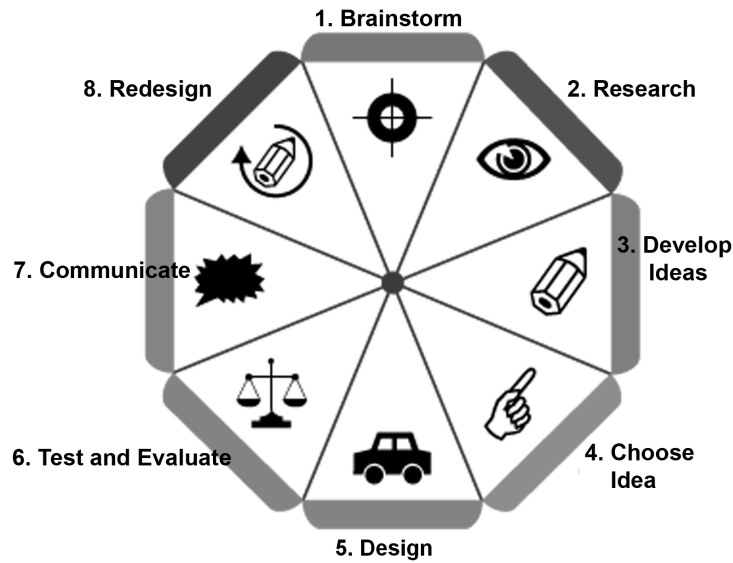 1. Brainstorm
2. Research
3. Develop
Ideas
4. Choose
Idea
5. Design
6. Test and Evaluate
7. Communicate
8. Redesign